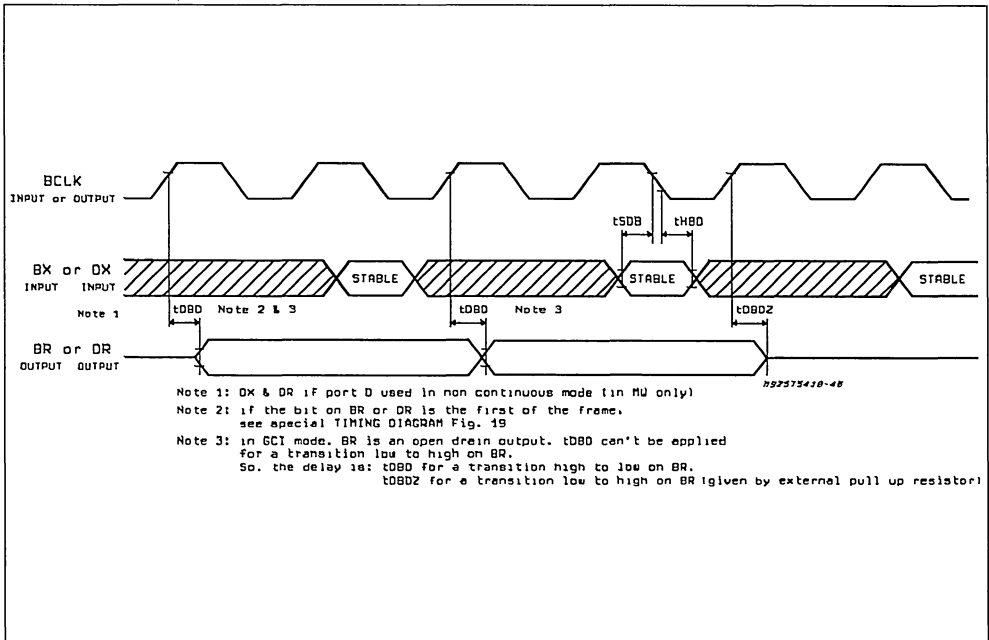 BCLK
INPUT or OUTPUT
tSDB tHBD
BX or DX
INPUT INPUT
STABLE STABLE STABLE
Note 1
tDBD Note 2 & 3 tDBD Note 3 tDBDZ
BR or DR
OUTPUT OUTPUT
Note 1: DX & DR if port D used in non continuous mode (in MW only)
Note 2: if the bit on BR or DR is the first of the frame,
see special TIMING DIAGRAM Fig. 19
Note 3: in GCI mode, BR is an open drain output. tDBD can't be applied
for a transition low to high on BR.
So, the delay is: tDBD for a transition high to low on BR.
tDBDZ for a transition low to high on BR (given by external pull up resistor)